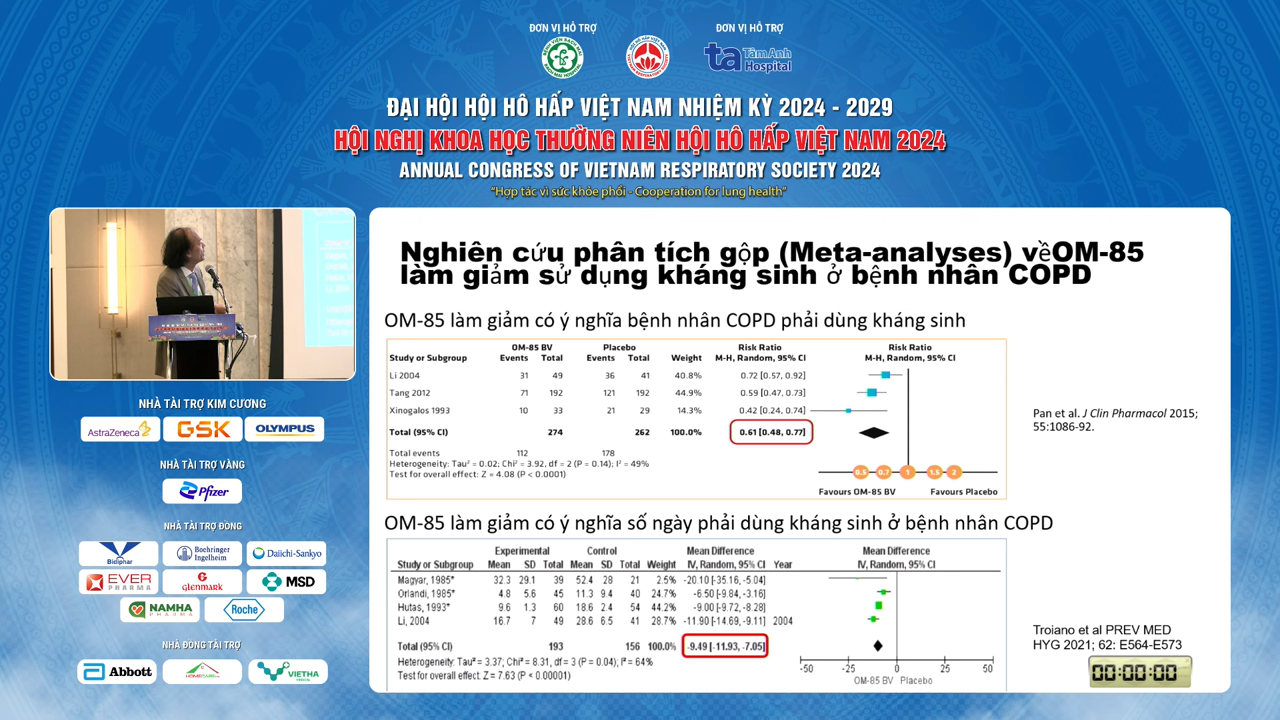 ĐƠN VỊ HỖ TRỢ
ĐƠN VỊ HỖ TRỢ
ta TâmAnh Hospital
ĐẠI HỘI HỘI HÔ HẤP VIỆT NAM NHIỆM KỲ 2024 - 2029
HỘI NGHỊ KHOA HỌC THƯỜNG NIÊN HỘI HÔ HẤP VIỆT NAM 2024
ANNUAL CONGRESS OF VIETNAM RESPIRATORY SOCIETY 2024
"Hợp tác vì sức khỏe phổi - Cooperation for lung health"
NHÀ TÀI TRỢ KIM CƯƠNG
AstraZeneca GSK OLYMPUS
NHÀ TÀI TRỢ VÀNG
Pfizer
NHÀ TÀI TRỢ ĐỒNG
Bidiphar Boehringer Ingelheim Daiichi-Sankyo
EVER PHARMA GLENMARK MSD
NAMHA PHARMA Roche
NHÀ ĐỒNG TÀI TRỢ
Abbott VIETHA
Nghiên cứu phân tích gộp (Meta-analyses) vềOM-85
làm giảm sử dụng kháng sinh ở bệnh nhân COPD
OM-85 làm giảm có ý nghĩa bệnh nhân COPD phải dùng kháng sinh
OM-85 BV Placebo Risk Ratio Risk Ratio
Study or Subgroup Events Total Events Total Weight M-H, Random, 95% CI M-H, Random, 95% CI
Li 2004 31 49 36 41 40.8% 0.72 [0.57, 0.92]
Tang 2012 71 192 121 192 44.9% 0.59 [0.47, 0.73]
Xinogalos 1993 10 33 21 29 14.3% 0.42 [0.24, 0.74]
Total (95% CI) 274 262 100.0% 0.61 [0.48, 0.77]
Total events 112 178
Heterogeneity: Tau² = 0.02; Chi² = 3.92, df = 2 (P = 0.14); I² = 49%
Test for overall effect: Z = 4.08 (P < 0.0001)
0.5 0.7 1 1.5 2
Favours OM-85 BV Favours Placebo
Pan et al. J Clin Pharmacol 2015;
55:1086-92.
OM-85 làm giảm có ý nghĩa số ngày phải dùng kháng sinh ở bệnh nhân COPD
Experimental Control Mean Difference Mean Difference
Study or Subgroup Mean SD Total Mean SD Total Weight IV, Random, 95% CI Year IV, Random, 95% CI
Magyar, 1985* 32.3 29.1 39 52.4 28 21 2.5% -20.10 [-35.16, -5.04]
Orlandi, 1985* 4.8 5.6 45 11.3 9.4 40 24.7% -6.50 [-9.84, -3.16]
Hutas, 1993* 9.6 1.3 60 18.6 2.4 54 44.2% -9.00 [-9.72, -8.28]
Li, 2004 16.7 7 49 28.6 6.5 41 28.7% -11.90 [-14.69, -9.11] 2004
Total (95% CI) 193 156 100.0% -9.49 [-11.93, -7.05]
Heterogeneity: Tau² = 3.37; Chi² = 8.31, df = 3 (P = 0.04); I² = 64%
Test for overall effect: Z = 7.63 (P < 0.00001)
-50 -25 0 25 50
OM-85 BV Placebo
Troiano et al PREV MED
HYG 2021; 62: E564-E573
00:00:00